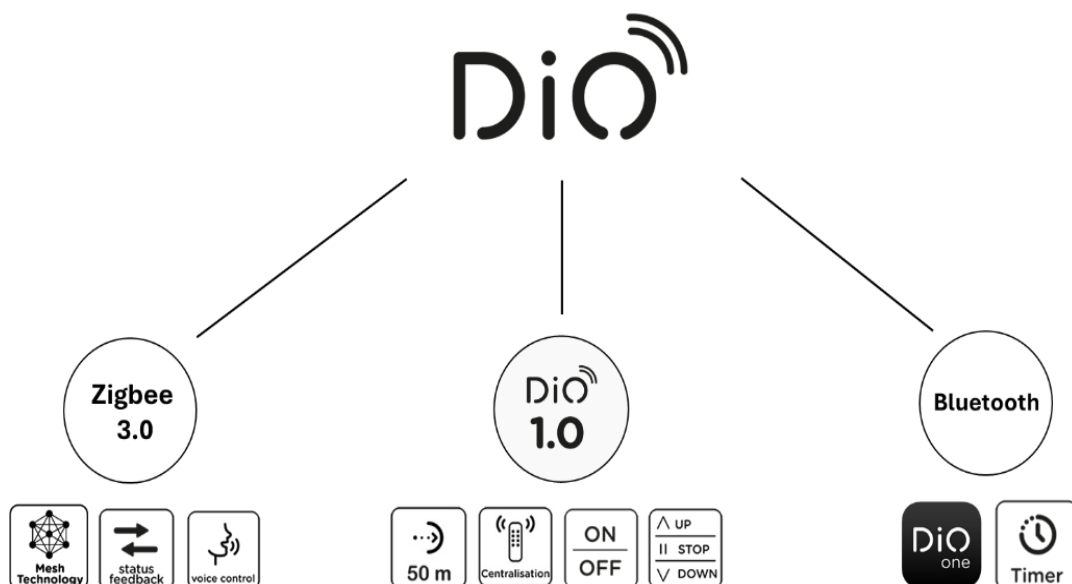 DiO
Zigbee
3.0
DiO
1.0
Bluetooth
Mesh
Technology
status
feedback
voice control
50 m
Centralisation
ON
OFF
UP
STOP
DOWN
DiO
one
Timer